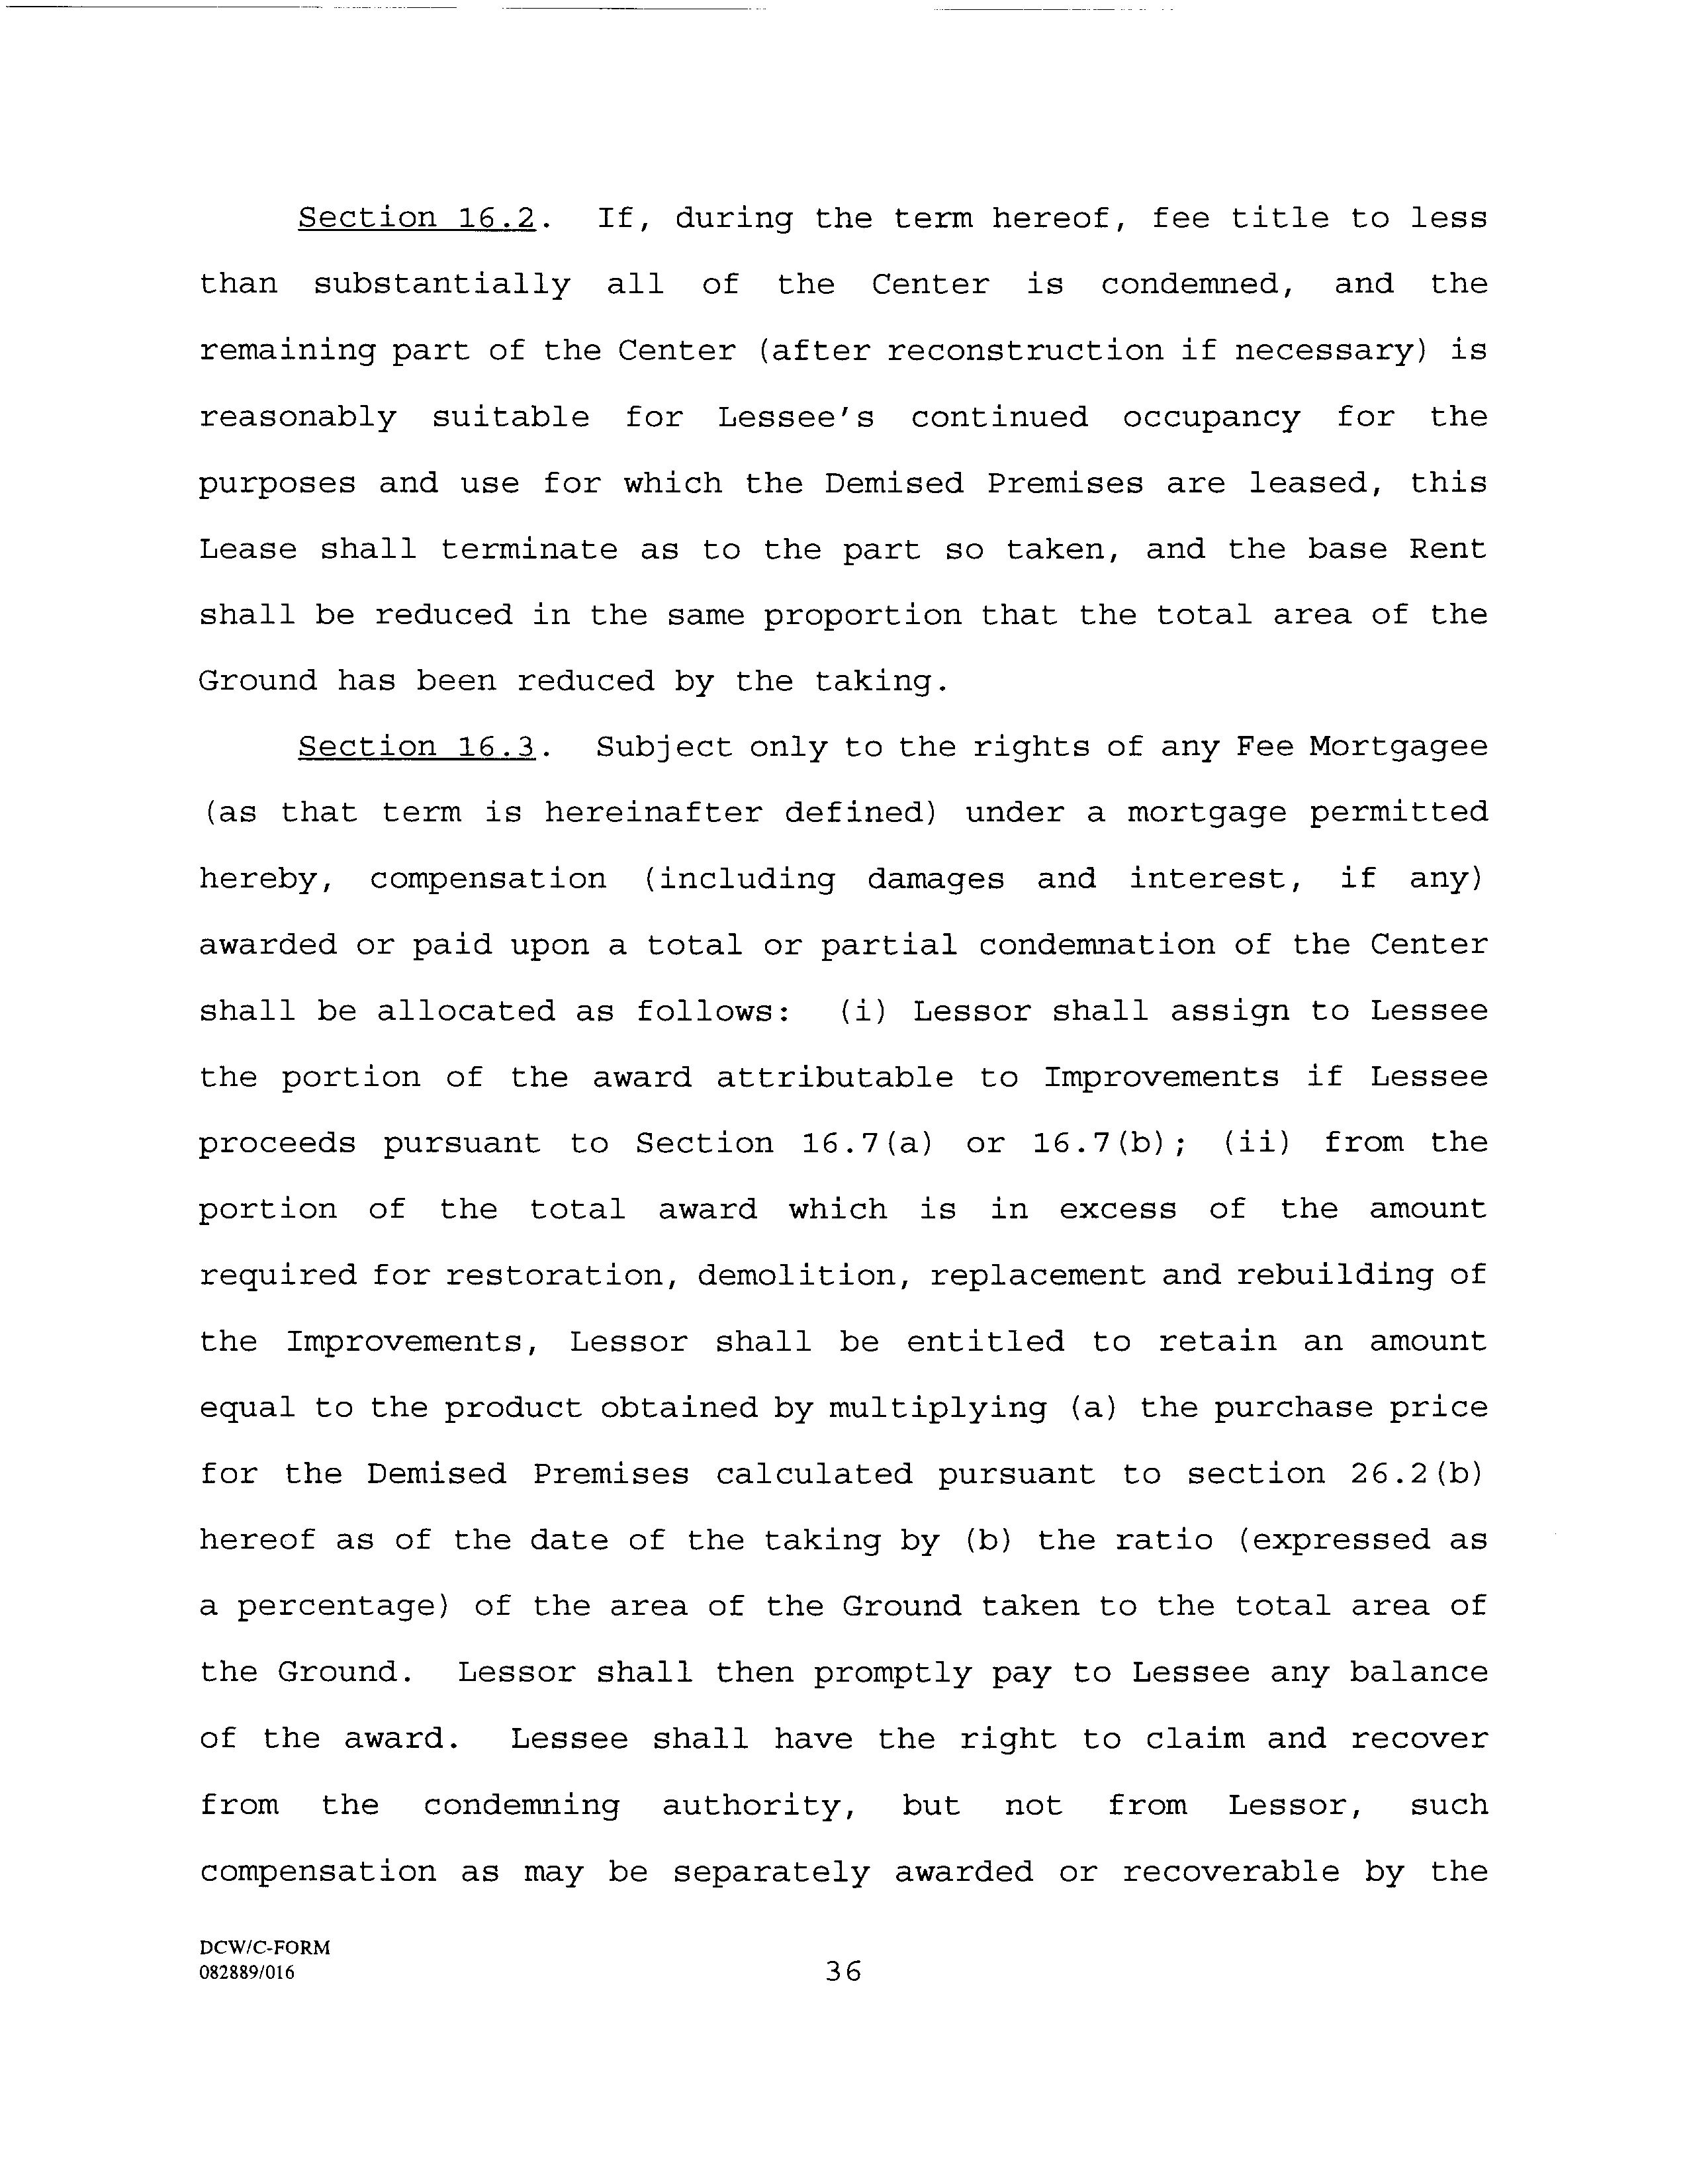 Section 16.2. If, during the term hereof, fee title to less
than substantially all of the Center is condemned, and the
remaining part of the Center (after reconstruction if necessary) is
reasonably suitable for Lessee's continued occupancy for the
purposes and use for which the Demised Premises are leased, this
Lease shall terminate as to the part so taken, and the base Rent
shall be reduced in the same proportion that the total area of the
Ground has been reduced by the taking.
Section 16.3. Subject only to the rights of any Fee Mortgagee
(as that term is hereinafter defined) under a mortgage permitted
hereby, compensation (including damages and interest, if any)
awarded or paid upon a total or partial condemnation of the Center
shall be allocated as follows: (i) Lessor shall assign to Lessee
the portion of the award attributable to Improvements if Lessee
proceeds pursuant to Section 16.7(a) or 16.7(b); (ii) from the
portion of the total award which is in excess of the amount
required for restoration, demolition, replacement and rebuilding of
the Improvements, Lessor shall be entitled to retain an amount
equal to the product obtained by multiplying (a) the purchase price
for the Demised Premises calculated pursuant to section 26.2(b)
hereof as of the date of the taking by (b) the ratio (expressed as
a percentage) of the area of the Ground taken to the total area of
the Ground. Lessor shall then promptly pay to Lessee any balance
of the award. Lessee shall have the right to claim and recover
from the condemning authority, but not from Lessor, such
compensation as may be separately awarded or recoverable by the
DCW/C-FORM
082889/016
36